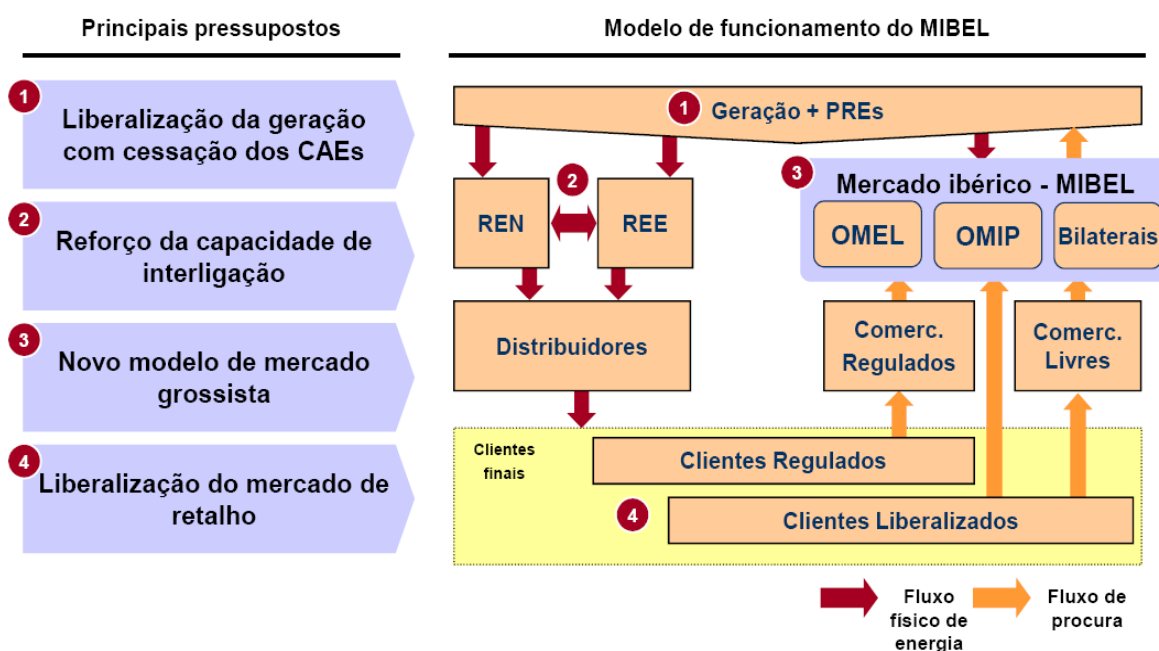 Principais pressupostos
1
Liberalização da geração
com cessação dos CAEs
2
Reforço da capacidade de
interligação
3
Novo modelo de mercado
grossista
4
Liberalização do mercado de
retalho
Modelo de funcionamento do MIBEL
1
Geração + PREs
2
REN
REE
3
Mercado ibérico - MIBEL
OMEL
OMIP
Bilaterais
Distribuidores
Comerc.
Regulados
Comerc.
Livres
Clientes
finais
Clientes Regulados
4
Clientes Liberalizados
Fluxo
físico de
energia
Fluxo de
procura